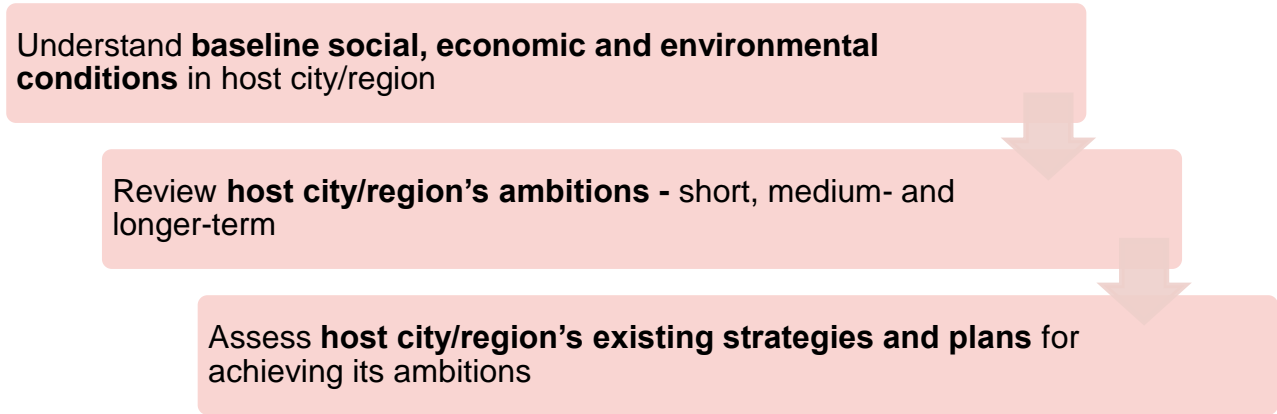 Understand baseline social, economic and environmental
conditions in host city/region
Review host city/region’s ambitions - short, medium- and
longer-term
Assess host city/region’s existing strategies and plans for
achieving its ambitions